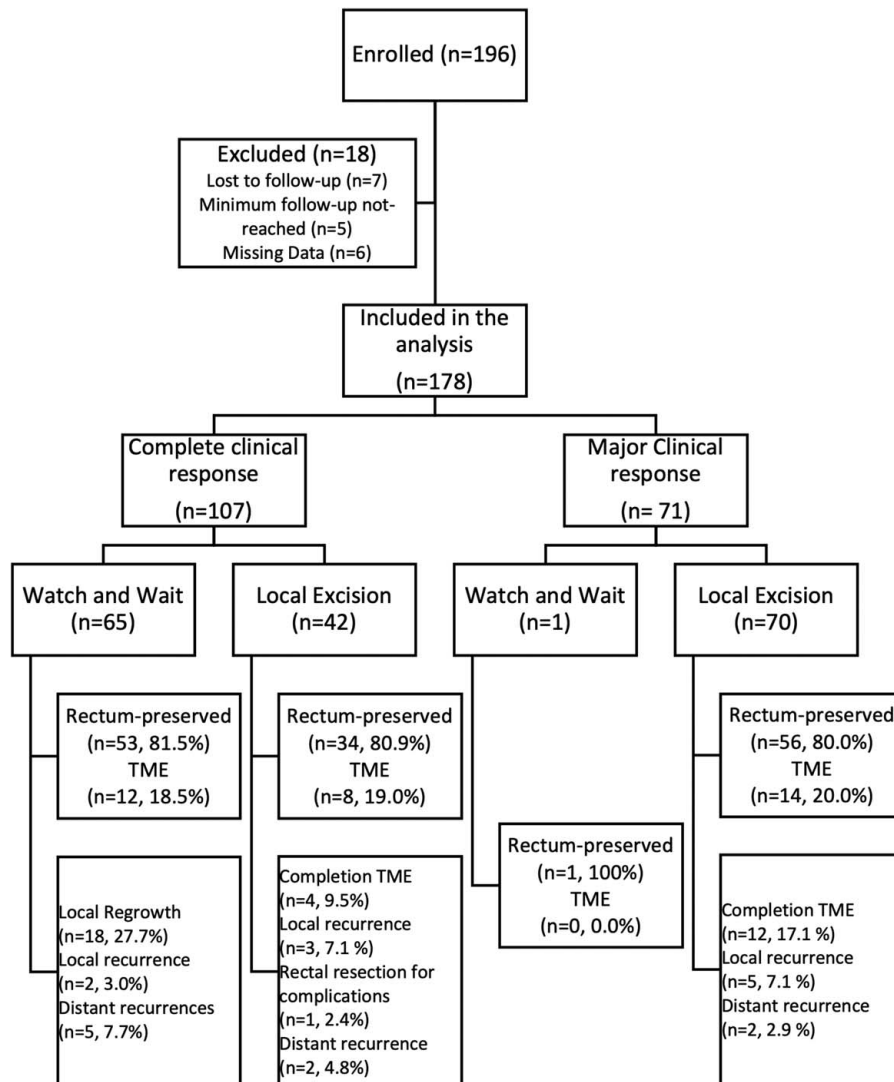 Enrolled (n=196)
Excluded (n=18)
Lost to follow-up (n=7)
Minimum follow-up not-
reached (n=5)
Missing Data (n=6)
Included in the
analysis
(n=178)
Complete clinical
response
(n=107)
Major Clinical
response
(n= 71)
Watch and Wait
(n=65)
Local Excision
(n=42)
Watch and Wait
(n=1)
Local Excision
(n=70)
Rectum-preserved
(n=53, 81.5%)
TME
(n=12, 18.5%)
Rectum-preserved
(n=34, 80.9%)
TME
(n=8, 19.0%)
Rectum-preserved
(n=1, 100%)
TME
(n=0, 0.0%)
Rectum-preserved
(n=56, 80.0%)
TME
(n=14, 20.0%)
Local Regrowth
(n=18, 27.7%)
Local recurrence
(n=2, 3.0%)
Distant recurrences
(n=5, 7.7%)
Completion TME
(n=4, 9.5%)
Local recurrence
(n=3, 7.1 %)
Rectal resection for
complications
(n=1, 2.4%)
Distant recurrence
(n=2, 4.8%)
Completion TME
(n=12, 17.1 %)
Local recurrence
(n=5, 7.1 %)
Distant recurrence
(n=2, 2.9 %)